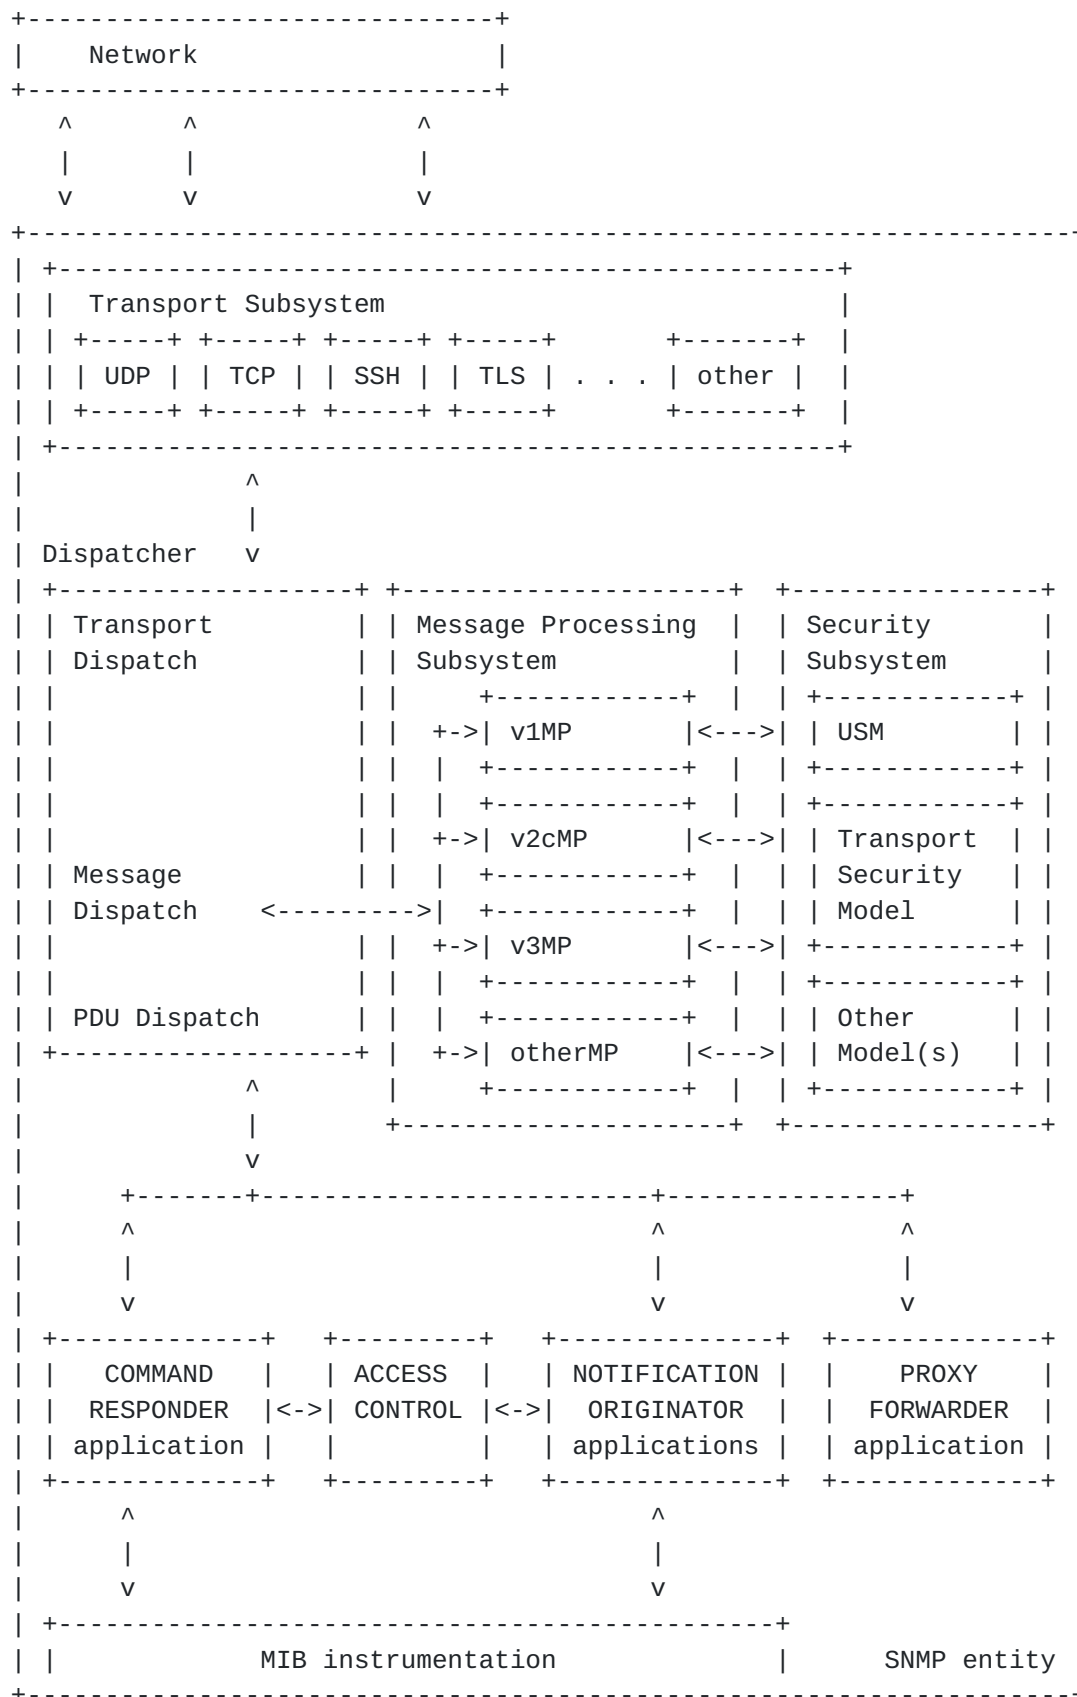 +------------------------------+
|    Network                   |
+------------------------------+
   ^       ^              ^
   |       |              |
   v       v              v
+-------------------------------------------------------------------+
| +--------------------------------------------------+
| |  Transport Subsystem                             |
| | +-----+ +-----+ +-----+ +-----+       +-------+  |
| | | UDP | | TCP | | SSH | | TLS | . . . | other |  |
| | +-----+ +-----+ +-----+ +-----+       +-------+  |
| +--------------------------------------------------+
|              ^
|              |
| Dispatcher   v
| +-------------------+ +---------------------+  +----------------+
| | Transport         | | Message Processing  |  | Security       |
| | Dispatch          | | Subsystem           |  | Subsystem      |
| |                   | |     +------------+  |  | +------------+ |
| |                   | |  +->| v1MP       |<--->| | USM        | |
| |                   | |  |  +------------+  |  | +------------+ |
| |                   | |  |  +------------+  |  | +------------+ |
| |                   | |  +->| v2cMP      |<--->| | Transport  | |
| | Message           | |  |  +------------+  |  | | Security   | |
| | Dispatch    <--------->|  +------------+  |  | | Model      | |
| |                   | |  +->| v3MP       |<--->| +------------+ |
| |                   | |  |  +------------+  |  | +------------+ |
| | PDU Dispatch      | |  |  +------------+  |  | | Other      | |
| +-------------------+ |  +->| otherMP    |<--->| | Model(s)   | |
|              ^        |     +------------+  |  | +------------+ |
|              |        +---------------------+  +----------------+
|              v
|      +-------+-------------------------+---------------+
|      ^                                 ^               ^
|      |                                 |               |
|      v                                 v               v
| +-------------+   +---------+   +--------------+  +-------------+
| |   COMMAND   |   | ACCESS  |   | NOTIFICATION |  |    PROXY    |
| |  RESPONDER  |<->| CONTROL |<->|  ORIGINATOR  |  |  FORWARDER  |
| | application |   |         |   | applications |  | application |
| +-------------+   +---------+   +--------------+  +-------------+
|      ^                                 ^
|      |                                 |
|      v                                 v
| +----------------------------------------------+
| |             MIB instrumentation              |      SNMP entity
+-------------------------------------------------------------------+